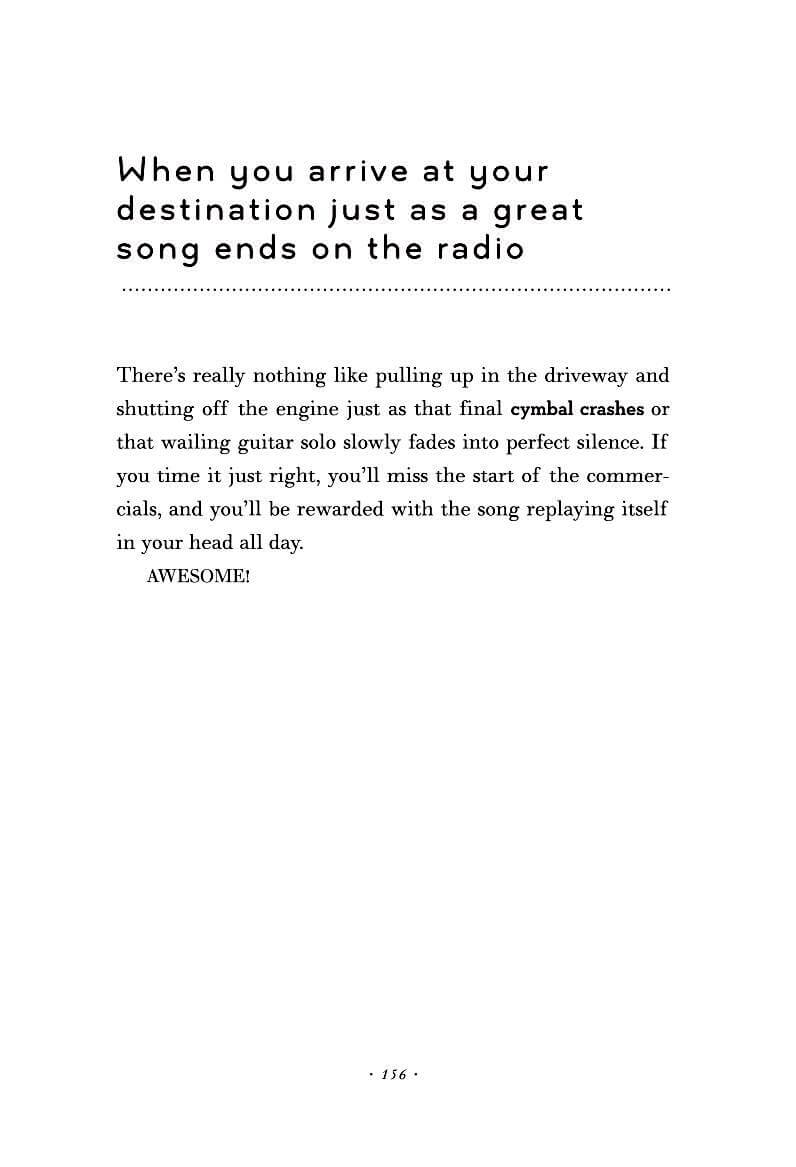 When you arrive at your
destination just as a great
song ends on the radio
There’s really nothing like pulling up in the driveway and
shutting off the engine just as that final cymbal crashes or
that wailing guitar solo slowly fades into perfect silence. If
you time it just right, you’ll miss the start of the commer-
cials, and you’ll be rewarded with the song replaying itself
in your head all day.
AWESOME!
· 156 ·